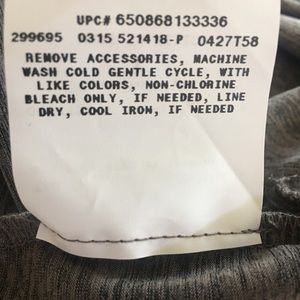 UPC# 650868133336
299695 0315 521418-P 0427T58
REMOVE ACCESSORIES, MACHINE
WASH COLD GENTLE CYCLE, WITH
LIKE COLORS, NON-CHLORINE
BLEACH ONLY, IF NEEDED, LINE
DRY, COOL IRON, IF NEEDED